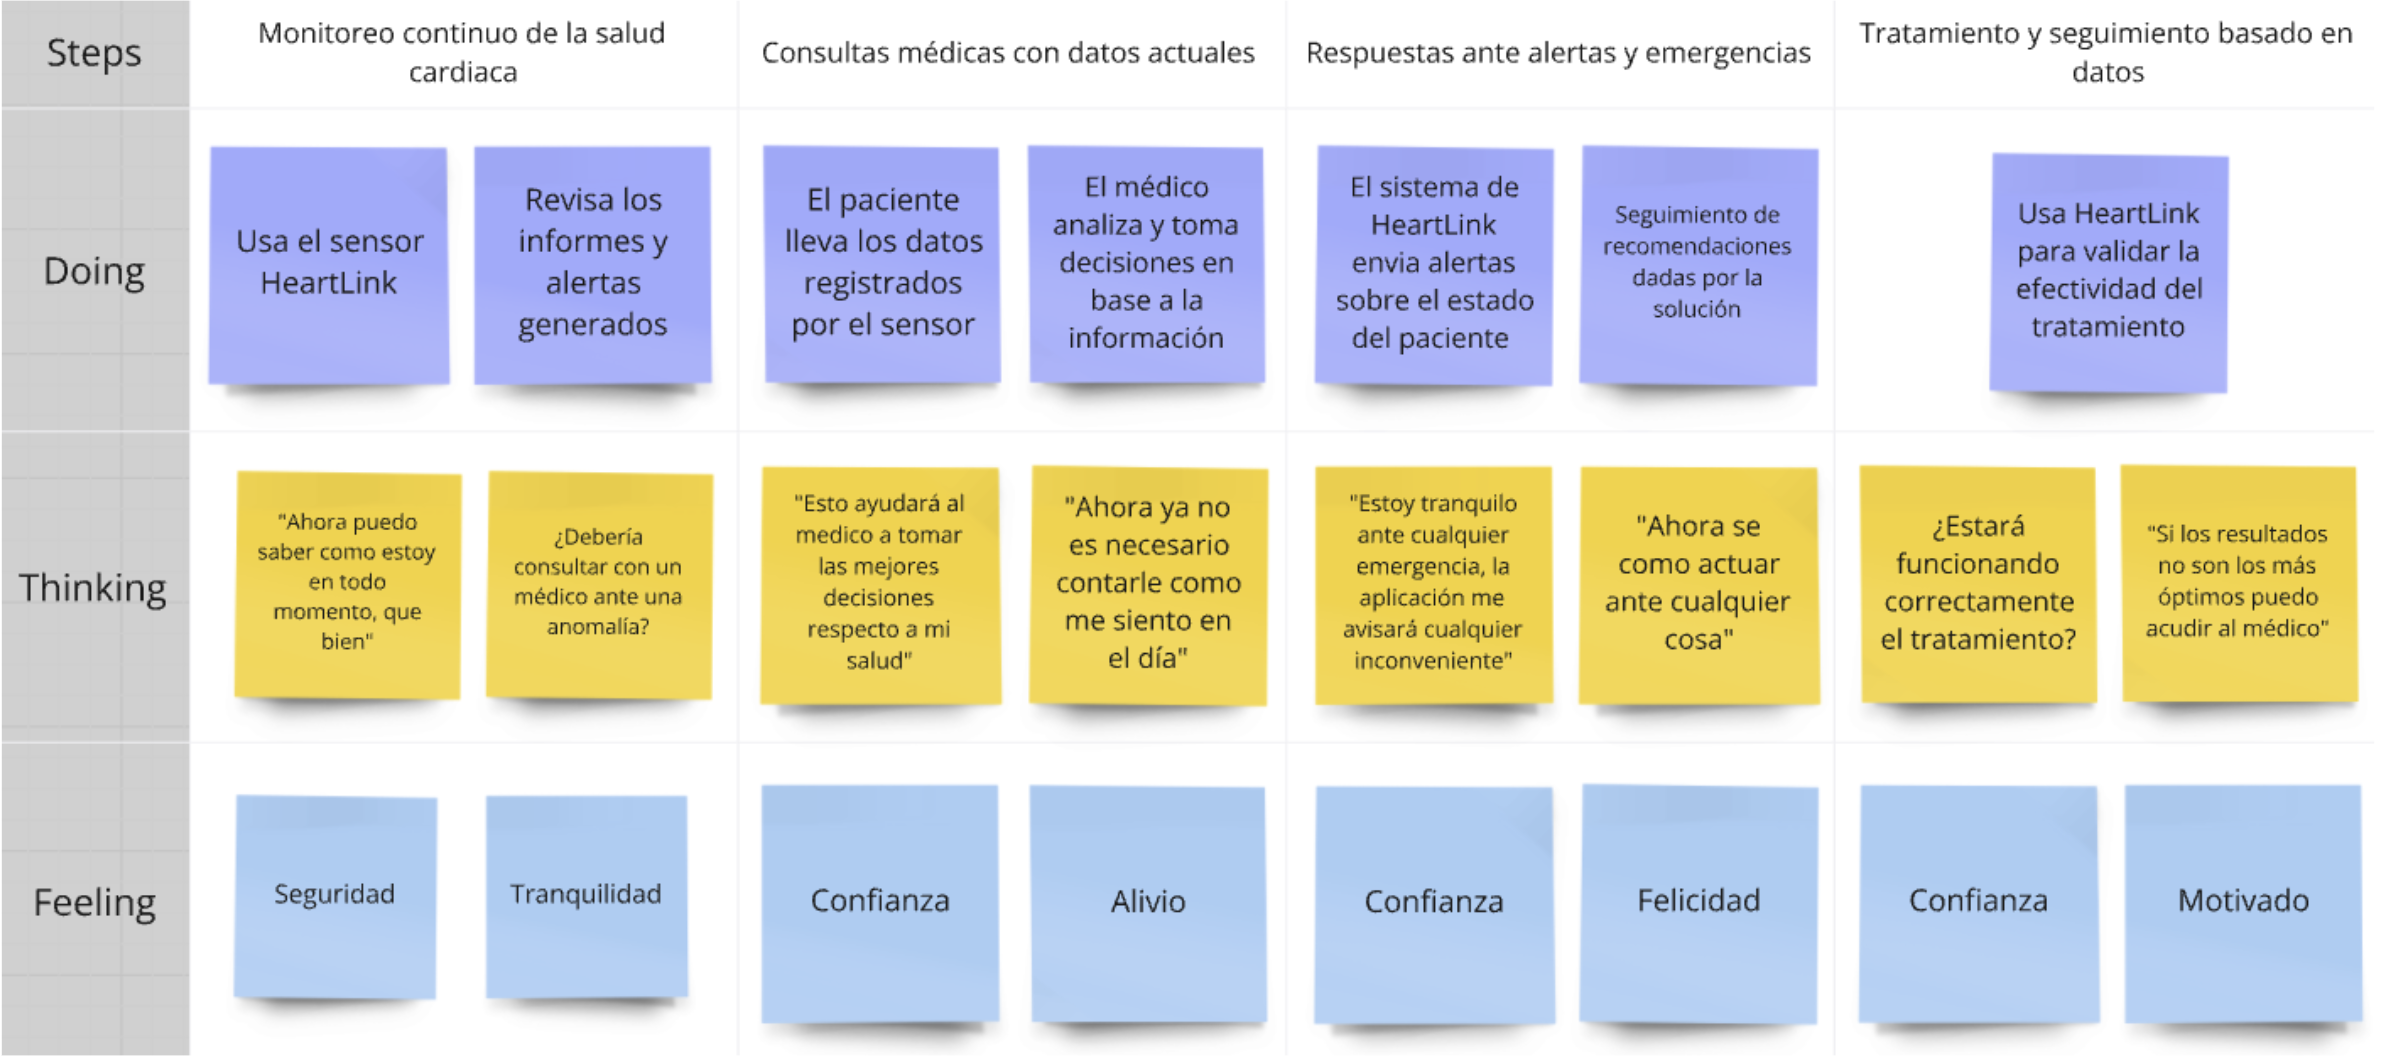 Steps
Monitoreo continuo de la salud
cardiaca
Consultas médicas con datos actuales
Respuestas ante alertas y emergencias
Tratamiento y seguimiento basado en
datos
Doing
Usa el sensor
HeartLink
Revisa los
informes y
alertas
generados
El paciente
lleva los datos
registrados
por el sensor
El médico
analiza y toma
decisiones en
base a la
información
El sistema de
HeartLink
envia alertas
sobre el estado
del paciente
Seguimiento de
recomendaciones
dadas por la
solución
Usa HeartLink
para validar la
efectividad del
tratamiento
Thinking
"Ahora puedo
saber como estoy
en todo
momento, que
bien"
¿Debería
consultar con un
médico ante una
anomalía?
"Esto ayudará al
medico a tomar
las mejores
decisiones
respecto a mi
salud"
"Ahora ya no
es necesario
contarle como
me siento en
el día"
"Estoy tranquilo
ante cualquier
emergencia, la
aplicación me
avisará cualquier
inconveniente"
"Ahora se
como actuar
ante cualquier
cosa"
¿Estará
funcionando
correctamente
el tratamiento?
"Si los resultados
no son los más
óptimos puedo
acudir al médico"
Feeling
Seguridad
Tranquilidad
Confianza
Alivio
Confianza
Felicidad
Confianza
Motivado